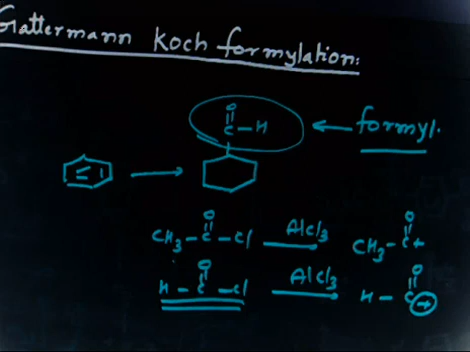 Gattermann Koch formylation:
O
C-H ← formyl.
O O
CH3-C-Cl AlCl3 CH3-C+
O O
H-C-Cl AlCl3 H-C+